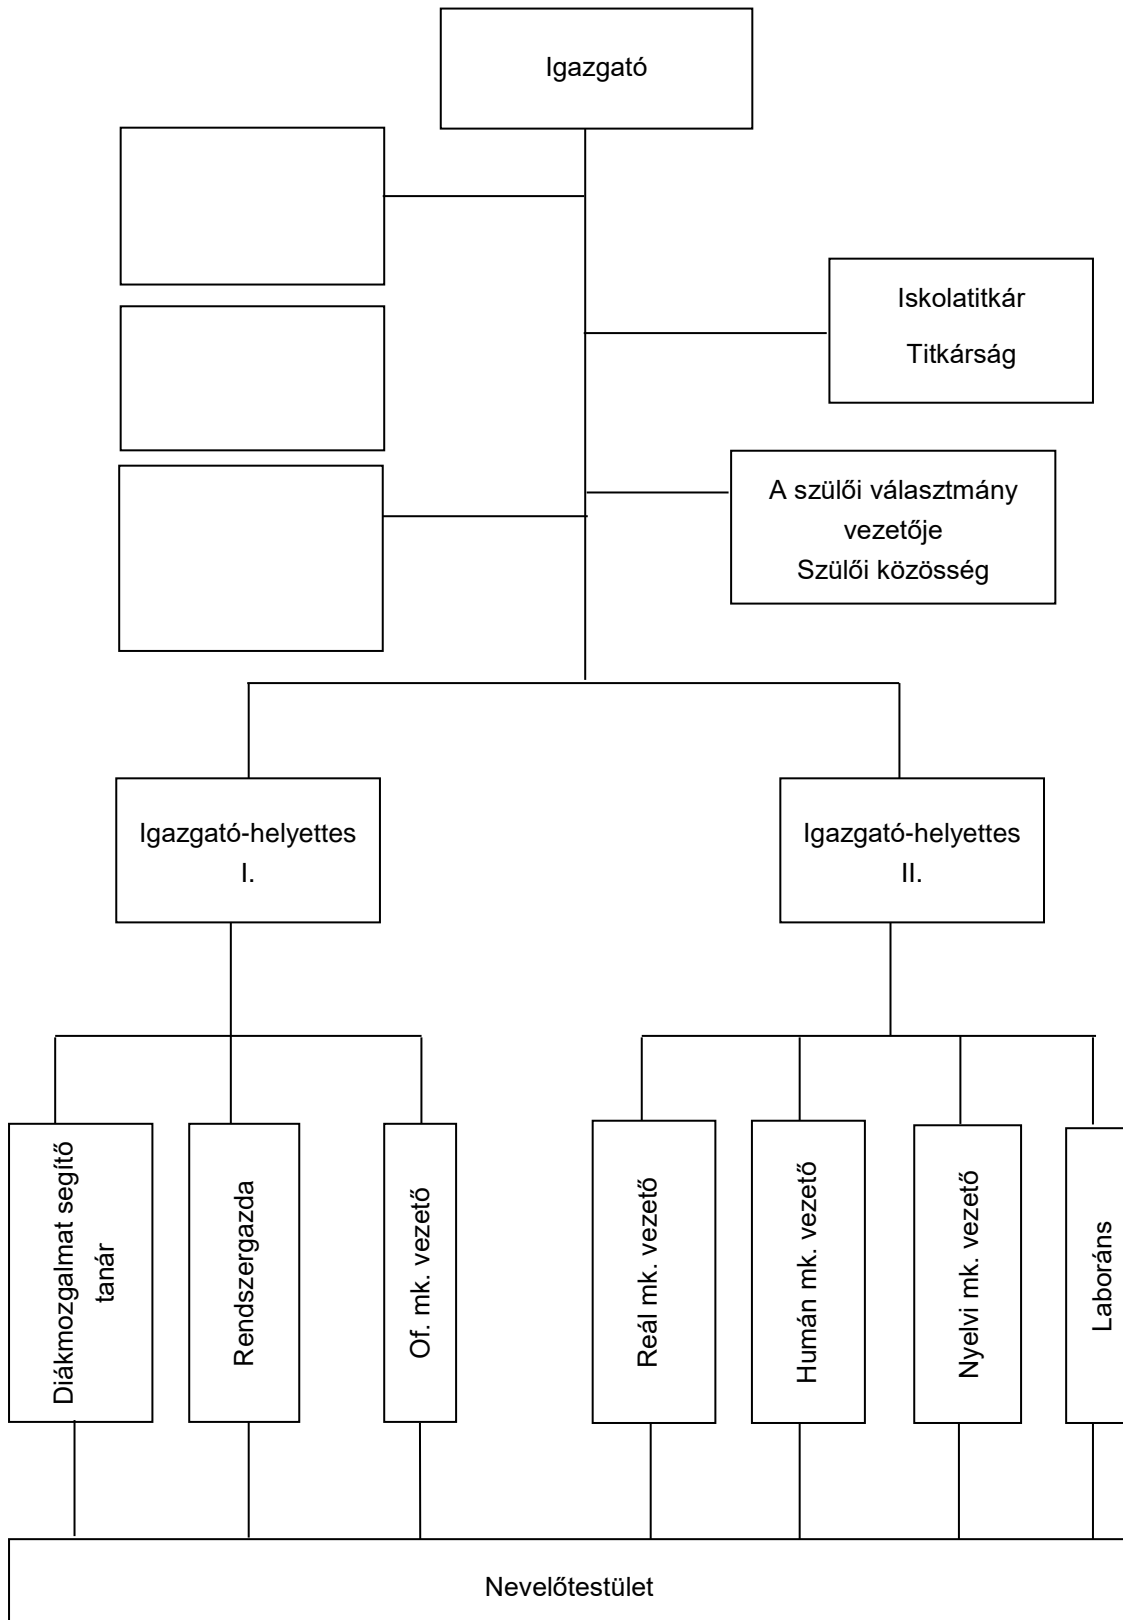 Igazgató
Iskolatitkár
Titkárság
A szülői választmány
vezetője
Szülői közösség
Igazgató-helyettes
I.
Igazgató-helyettes
II.
Diákmozgalmat segítő
tanár
Rendszergazda
Of. mk. vezető
Reál mk. vezető
Humán mk. vezető
Nyelvi mk. vezető
Laboráns
Nevelőtestület